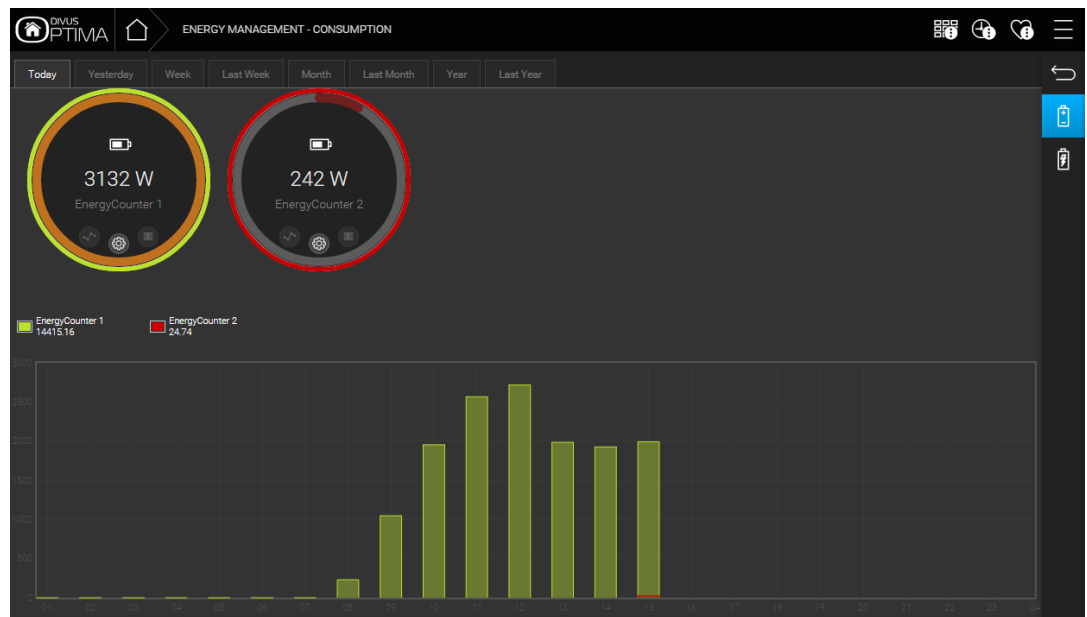 DIVUS
OPTIMA
ENERGY MANAGEMENT - CONSUMPTION
Today Yesterday Week Last Week Month Last Month Year Last Year
3132 W
EnergyCounter 1
242 W
EnergyCounter 2
EnergyCounter 1
14415.16
EnergyCounter 2
24.74
3000
2500
2000
1500
1000
500
0
01 02 03 04 05 06 07 08 09 10 11 12 13 14 15 16 17 18 19 20 21 22 23 24